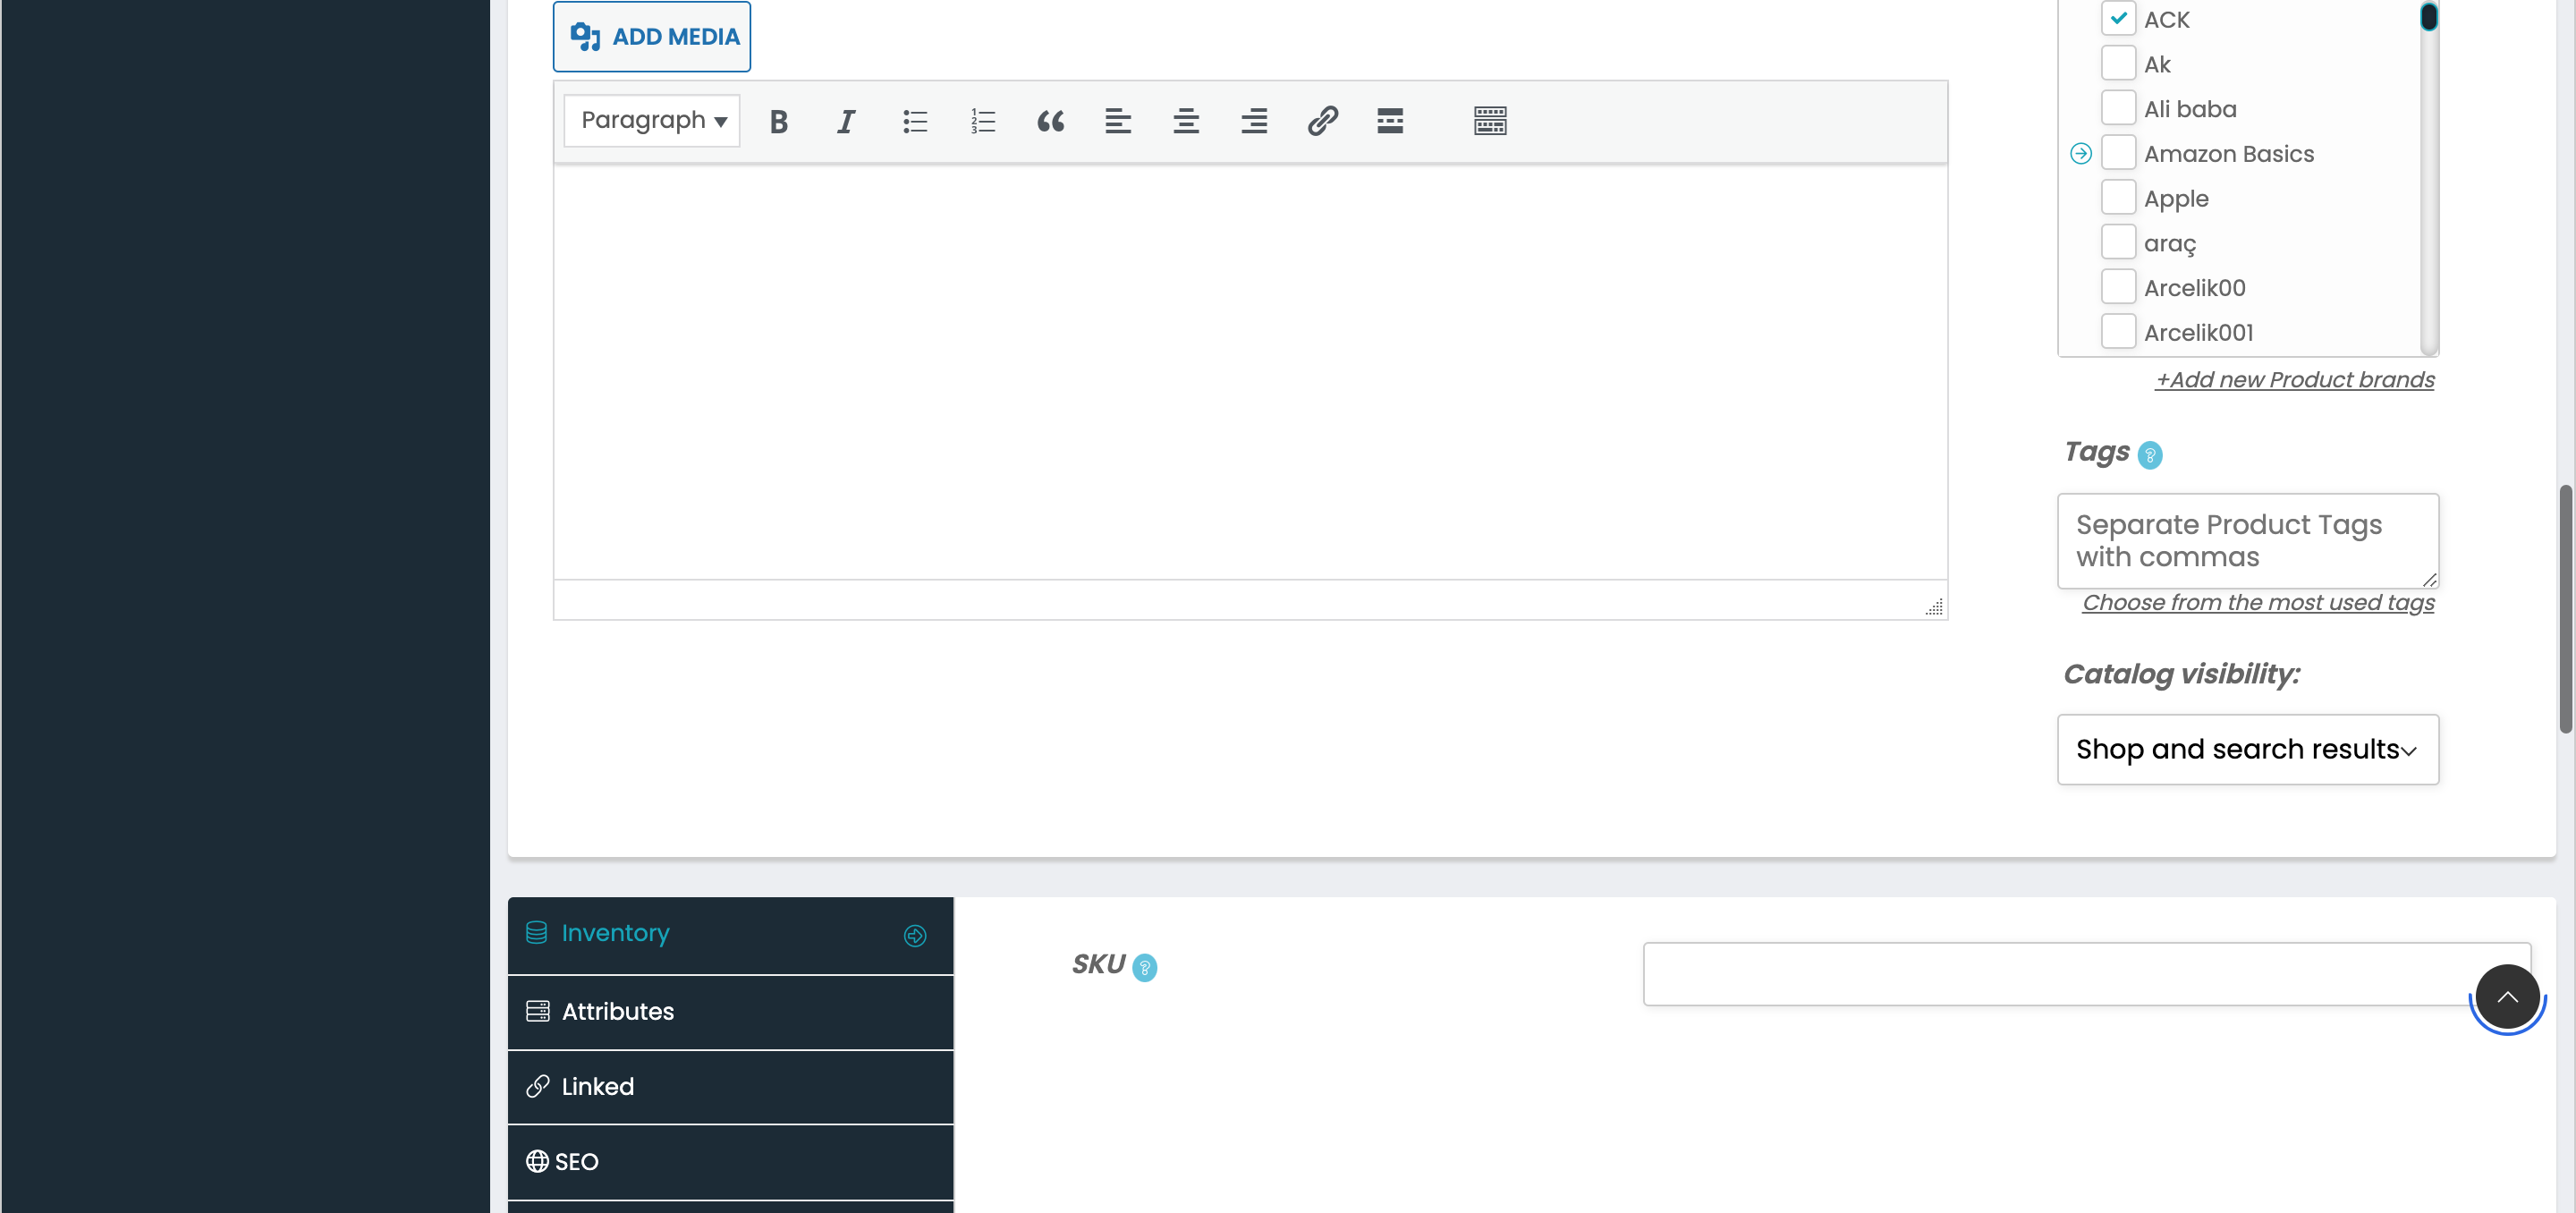 ADD MEDIA
Paragraph
ACK
Ak
Ali baba
Amazon Basics
Apple
araç
Arcelik00
Arcelik001
+Add new Product brands
Tags ?
Separate Product Tags
with commas
Choose from the most used tags
Catalog visibility:
Shop and search results
Inventory
Attributes
Linked
SEO
SKU ?